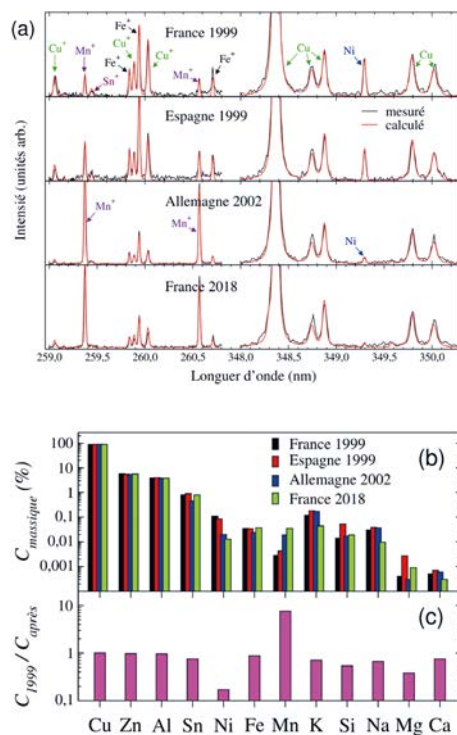 (a)
France 1999
Cu+ Mn+ Sn+ Fe+ Cu+ Fe+ Cu+ Mn+ Fe+ Cu Ni Cu
Espagne 1999
mesuré
calculé
Allemagne 2002
Mn+ Mn+ Ni
France 2018
Intensié (unités arb.)
259,0 259,5 260,0 260,5 348,0 348,5 349,0 349,5 350,0
Longuer d'onde (nm)
(b)
France 1999
Espagne 1999
Allemagne 2002
France 2018
C massique (%)
100
10
1
0,1
0,01
0,001
(c)
C1999 / Caprès
10
1
0.1
Cu Zn Al Sn Ni Fe Mn K Si Na Mg Ca